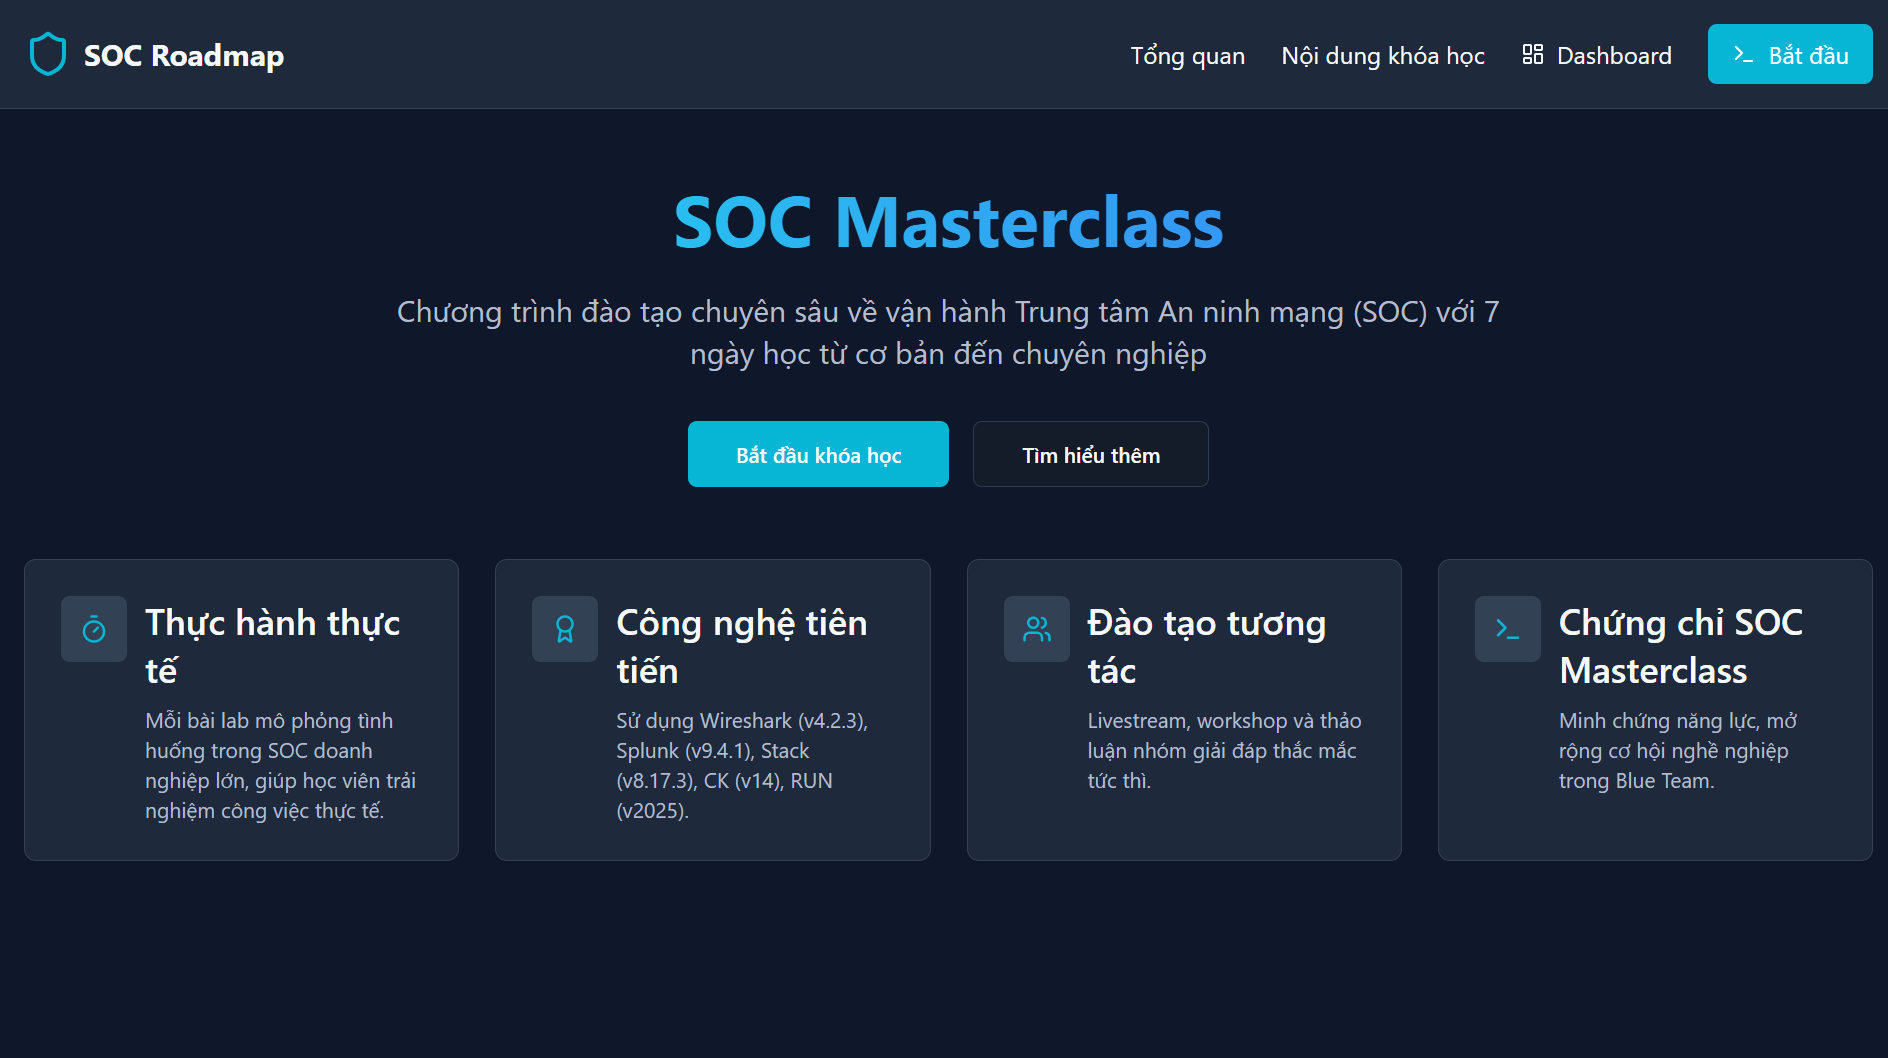 SOC Roadmap
Tổng quan
Nội dung khóa học
Dashboard
Bắt đầu
SOC Masterclass
Chương trình đào tạo chuyên sâu về vận hành Trung tâm An ninh mạng (SOC) với 7
ngày học từ cơ bản đến chuyên nghiệp
Bắt đầu khóa học
Tìm hiểu thêm
Thực hành thực
tế
Mỗi bài lab mô phỏng tình
huống trong SOC doanh
nghiệp lớn, giúp học viên trải
nghiệm công việc thực tế.
Công nghệ tiên
tiến
Sử dụng Wireshark (v4.2.3),
Splunk (v9.4.1), Stack
(v8.17.3), CK (v14), RUN
(v2025).
Đào tạo tương
tác
Livestream, workshop và thảo
luận nhóm giải đáp thắc mắc
tức thì.
Chứng chỉ SOC
Masterclass
Minh chứng năng lực, mở
rộng cơ hội nghề nghiệp
trong Blue Team.